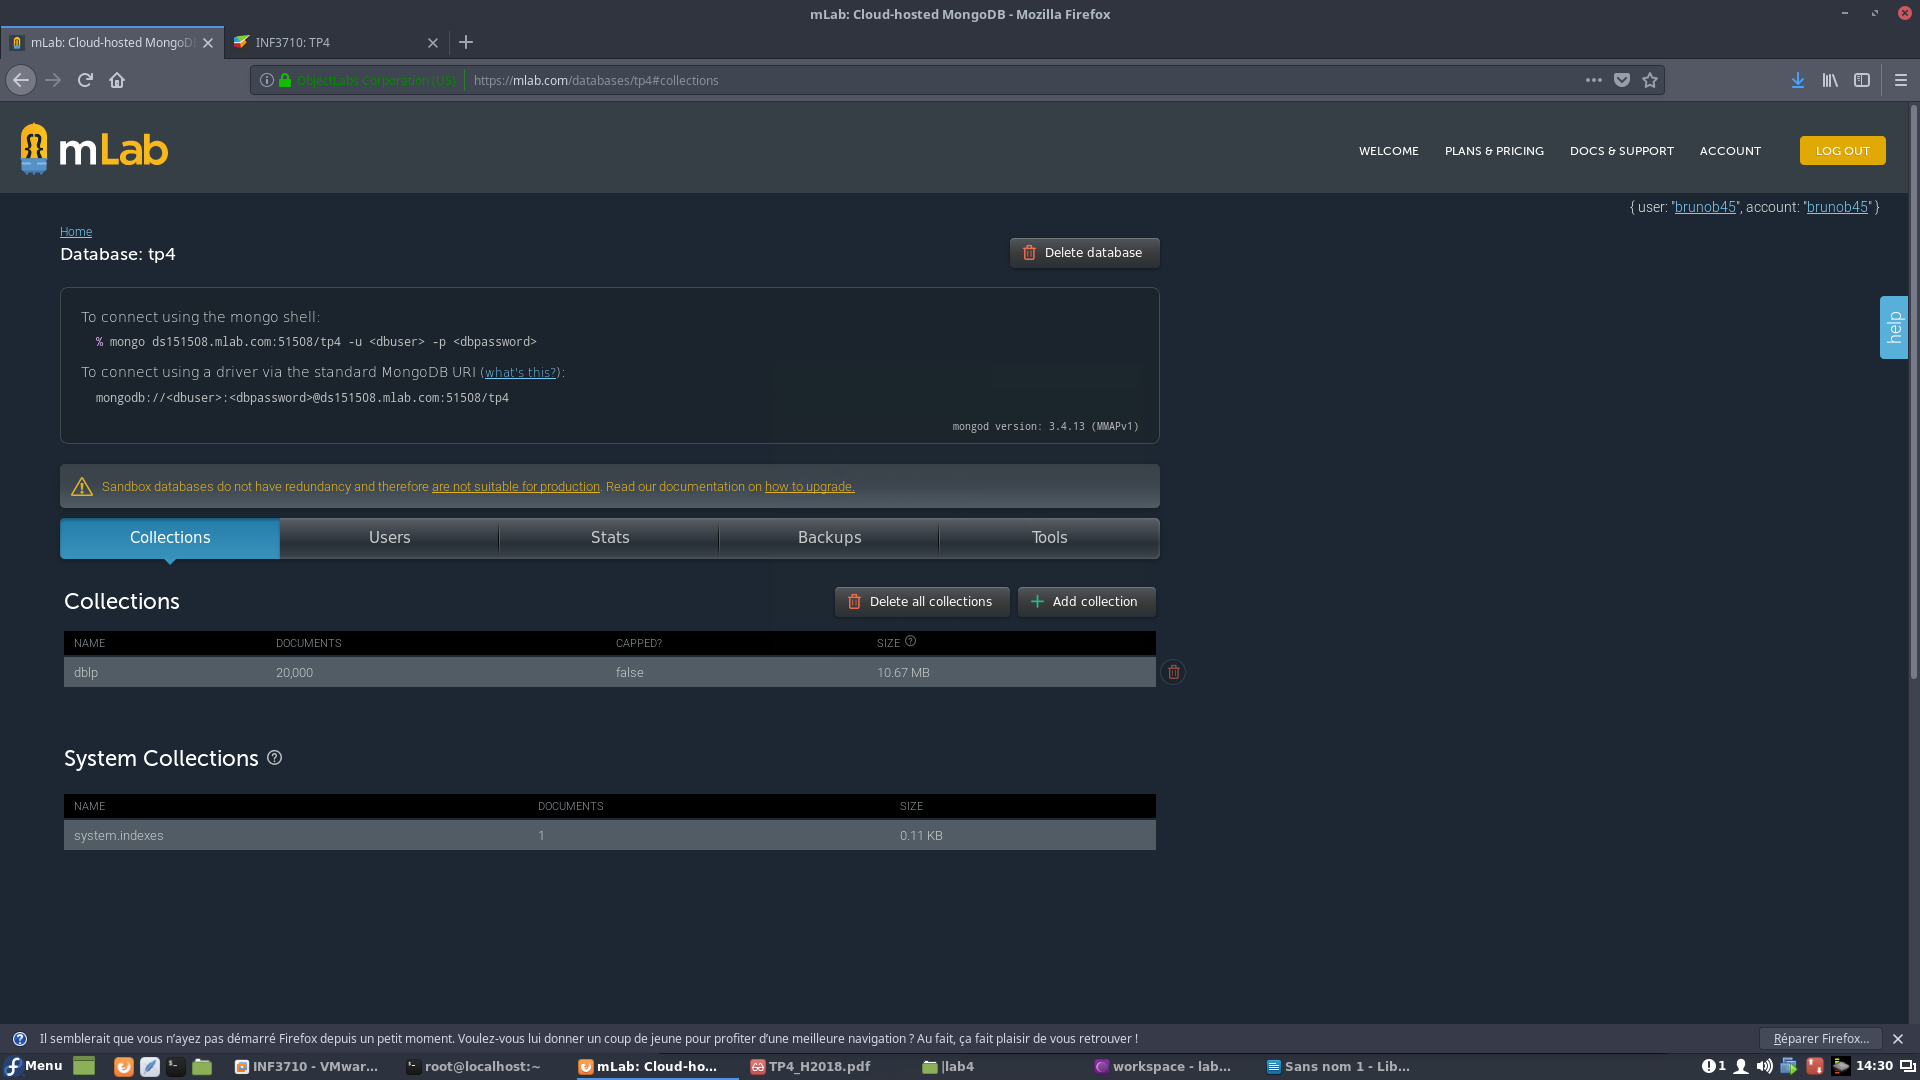 mLab: Cloud-hosted MongoDB - Mozilla Firefox
mLab: Cloud-hosted MongoDB
INF3710: TP4
ObjectLabs Corporation (US)
https://mlab.com/databases/tp4#collections
mLab
WELCOME
PLANS & PRICING
DOCS & SUPPORT
ACCOUNT
LOG OUT
{ user: "brunob45", account: "brunob45" }
Home
Database: tp4
Delete database
help
To connect using the mongo shell:
% mongo ds151508.mlab.com:51508/tp4 -u <dbuser> -p <dbpassword>
To connect using a driver via the standard MongoDB URI (what's this?):
mongodb://<dbuser>:<dbpassword>@ds151508.mlab.com:51508/tp4
mongod version: 3.4.13 (MMAPv1)
Sandbox databases do not have redundancy and therefore are not suitable for production. Read our documentation on how to upgrade.
Collections
Users
Stats
Backups
Tools
Collections
Delete all collections
Add collection
NAME DOCUMENTS CAPPED? SIZE
dblp 20,000 false 10.67 MB
System Collections
NAME DOCUMENTS SIZE
system.indexes 1 0.11 KB
Il semblerait que vous n’ayez pas démarré Firefox depuis un petit moment. Voulez-vous lui donner un coup de jeune pour profiter d’une meilleure navigation ? Au fait, ça fait plaisir de vous retrouver !
Réparer Firefox…
Menu
INF3710 - VMwar...
root@localhost:~
mLab: Cloud-ho...
TP4_H2018.pdf
|lab4
workspace - lab...
Sans nom 1 - Lib...
1
14:30